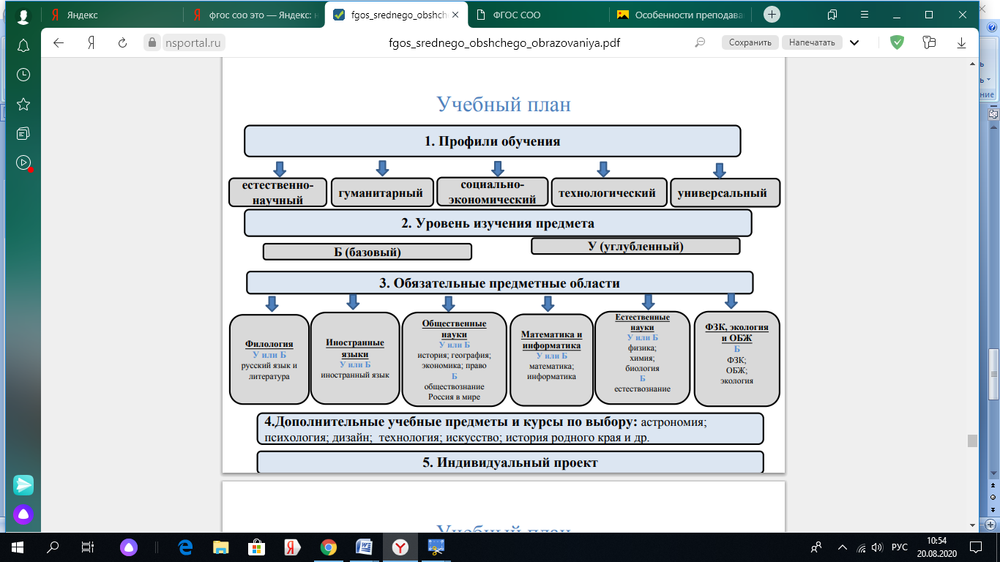 Яндекс
фгос соо это — Яндекс: н
fgos_srednego_obshch
ФГОС СОО
Особенности преподава
nsportal.ru
fgos_srednego_obshchego_obrazovaniya.pdf
Сохранить
Напечатать
Учебный план
1. Профили обучения
естественно-
научный
гуманитарный
социально-
экономический
технологический
универсальный
2. Уровень изучения предмета
Б (базовый)
У (углубленный)
3. Обязательные предметные области
Филология
У или Б
русский язык и
литература
Иностранные
языки
У или Б
иностранный язык
Общественные
науки
У или Б
история; география;
экономика; право
Б
обществознание
Россия в мире
Математика и
информатика
У или Б
математика;
информатика
Естественные
науки
У или Б
физика;
химия;
биология
Б
естествознание
ФЗК, экология
и ОБЖ
Б
ФЗК;
ОБЖ;
экология
4.Дополнительные учебные предметы и курсы по выбору: астрономия;
психология; дизайн;  технология; искусство; история родного края и др.
5. Индивидуальный проект
Учебный план
ние
РУС
10:54
20.08.2020